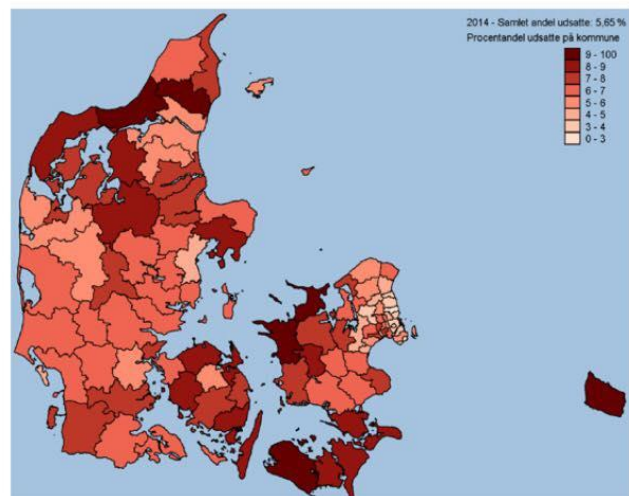 2014 - Samlet andel udsatte: 5,65 %
Procentandel udsatte på kommune
9 - 100
8 - 9
7 - 8
6 - 7
5 - 6
4 - 5
3 - 4
0 - 3